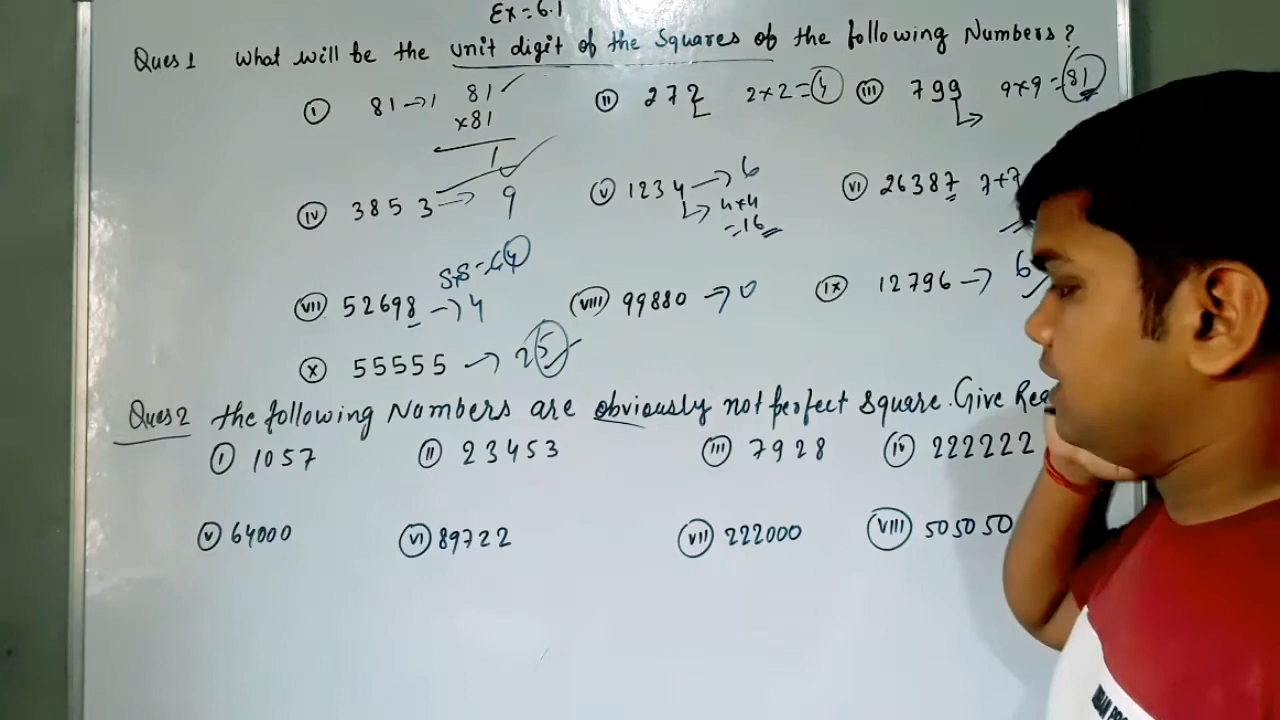 Ex = 6.1
Ques 1 What will be the unit digit of the Squares of the following Numbers?
(I) 81 → 1 81 (II) 272 2×2=4 (III) 799 9×9=81
×81
1
(IV) 3853 → 9 (V) 1234 → 6 (VI) 26387 7×7
4×4
=16
8×8=64
(VII) 52698 → 4 (VIII) 99880 → 0 (IX) 12796 → 6
(X) 55555 → 25
Ques 2 the following Numbers are obviously not perfect square. Give
(I) 1057 (II) 23453 (III) 7928 (IV) 222222
(V) 64000 (VI) 89722 (VII) 222000 (VIII) 505050